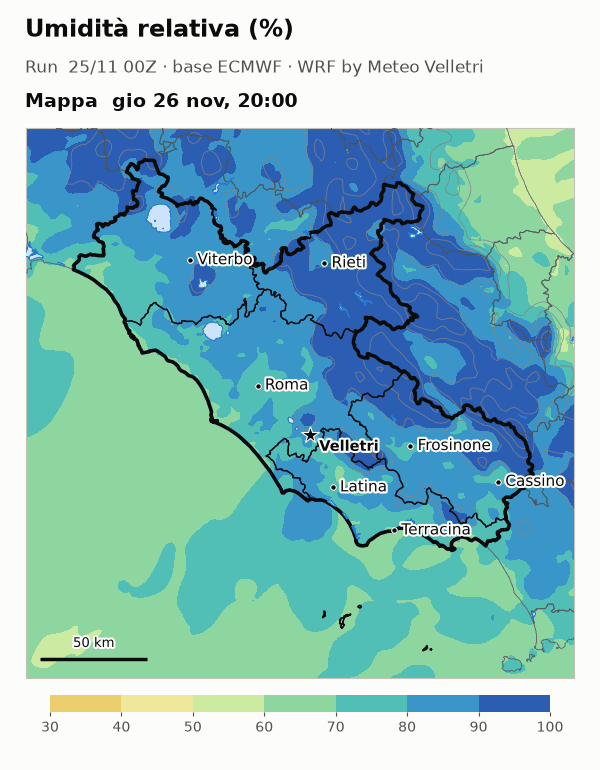 Umidità relativa (%)
Run  25/11 00Z · base ECMWF · WRF by Meteo Velletri
Mappa  gio 26 nov, 20:00
Viterbo
Rieti
Roma
Velletri
Frosinone
Cassino
Latina
Terracina
50 km
30 40 50 60 70 80 90 100